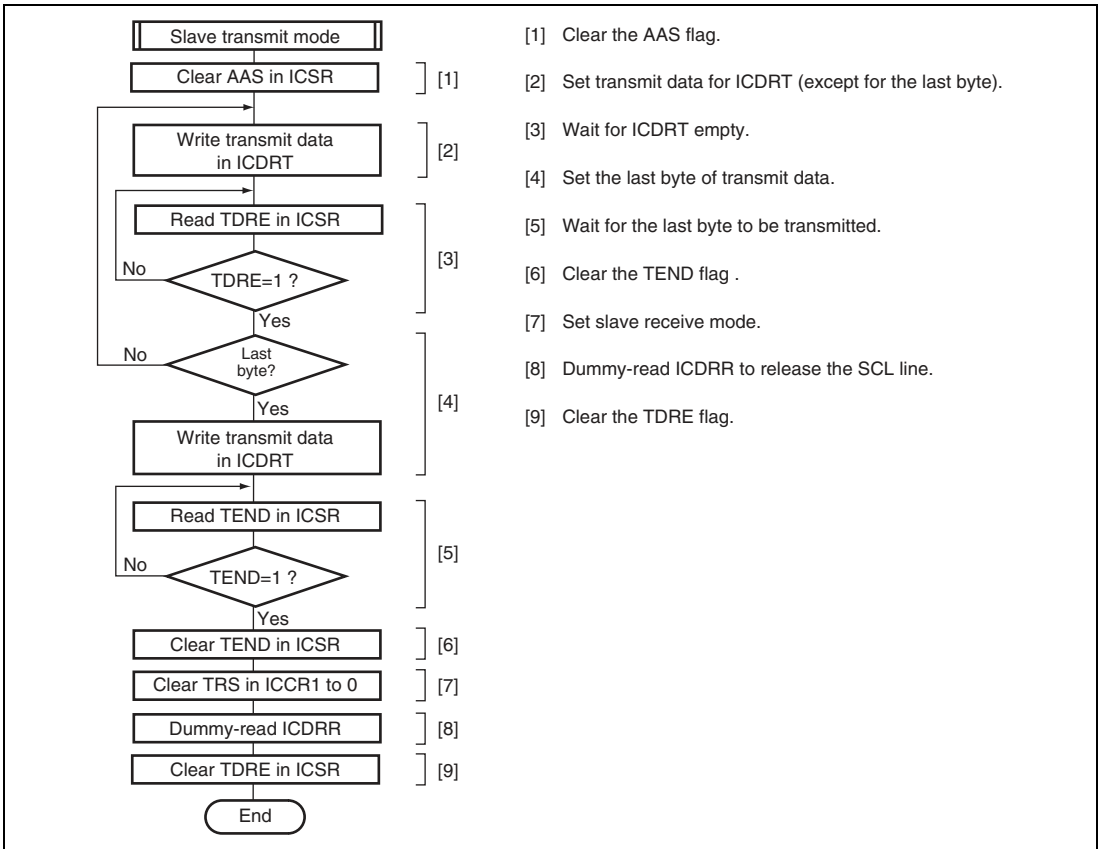 Slave transmit mode
Clear AAS in ICSR
[1]
Write transmit data
in ICDRT
[2]
Read TDRE in ICSR
[3]
No
TDRE=1 ?
Yes
No
Last
byte?
[4]
Yes
Write transmit data
in ICDRT
Read TEND in ICSR
[5]
No
TEND=1 ?
Yes
Clear TEND in ICSR
[6]
Clear TRS in ICCR1 to 0
[7]
Dummy-read ICDRR
[8]
Clear TDRE in ICSR
[9]
End
[1] Clear the AAS flag.
[2] Set transmit data for ICDRT (except for the last byte).
[3] Wait for ICDRT empty.
[4] Set the last byte of transmit data.
[5] Wait for the last byte to be transmitted.
[6] Clear the TEND flag .
[7] Set slave receive mode.
[8] Dummy-read ICDRR to release the SCL line.
[9] Clear the TDRE flag.